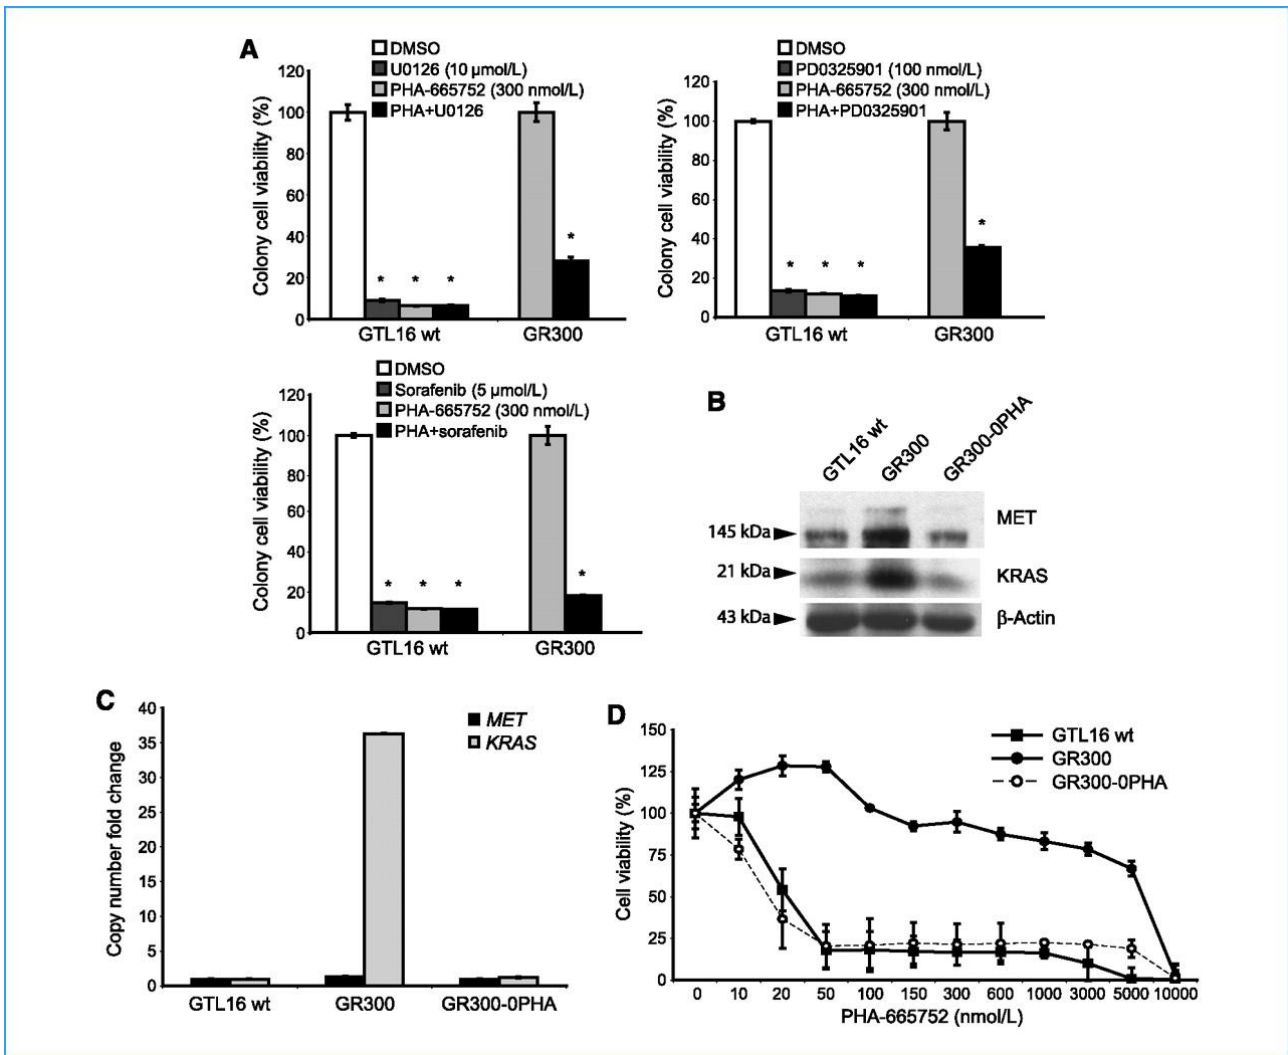 A
DMSO
U0126 (10 µmol/L)
PHA-665752 (300 nmol/L)
PHA+U0126
Colony cell viability (%)
120
100
80
60
40
20
0
*
*
*
*
GTL16 wt
GR300
DMSO
PD0325901 (100 nmol/L)
PHA-665752 (300 nmol/L)
PHA+PD0325901
Colony cell viability (%)
120
100
80
60
40
20
0
*
*
*
*
GTL16 wt
GR300
DMSO
Sorafenib (5 µmol/L)
PHA-665752 (300 nmol/L)
PHA+sorafenib
Colony cell viability (%)
120
100
80
60
40
20
0
*
*
*
*
GTL16 wt
GR300
B
GTL16 wt
GR300
GR300-0PHA
145 kDa
MET
21 kDa
KRAS
43 kDa
β-Actin
C
MET
KRAS
Copy number fold change
40
35
30
25
20
15
10
5
0
GTL16 wt
GR300
GR300-0PHA
D
GTL16 wt
GR300
GR300-0PHA
Cell viability (%)
150
125
100
75
50
25
0
0 10 20 50 100 150 300 600 1000 3000 5000 10000
PHA-665752 (nmol/L)